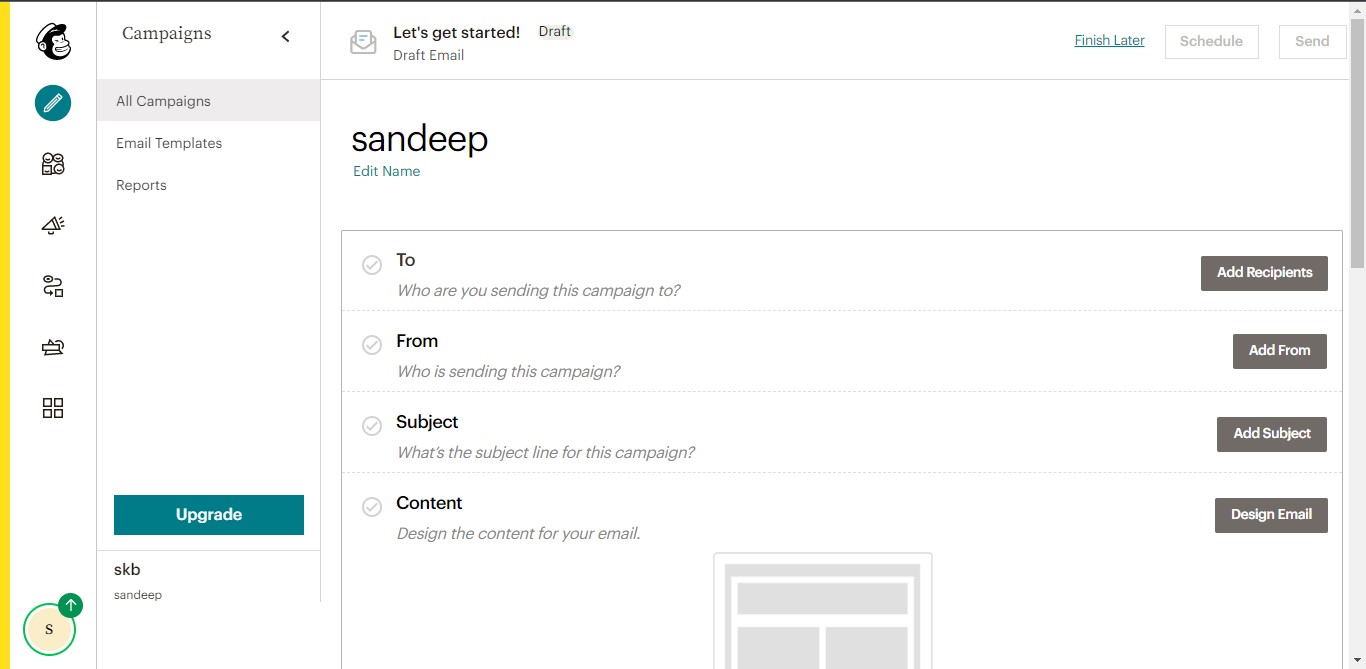 Campaigns
All Campaigns
Email Templates
Reports
Upgrade
skb
sandeep
S
Let's get started! Draft
Draft Email
Finish Later
Schedule
Send
sandeep
Edit Name
To
Who are you sending this campaign to?
Add Recipients
From
Who is sending this campaign?
Add From
Subject
What's the subject line for this campaign?
Add Subject
Content
Design the content for your email.
Design Email